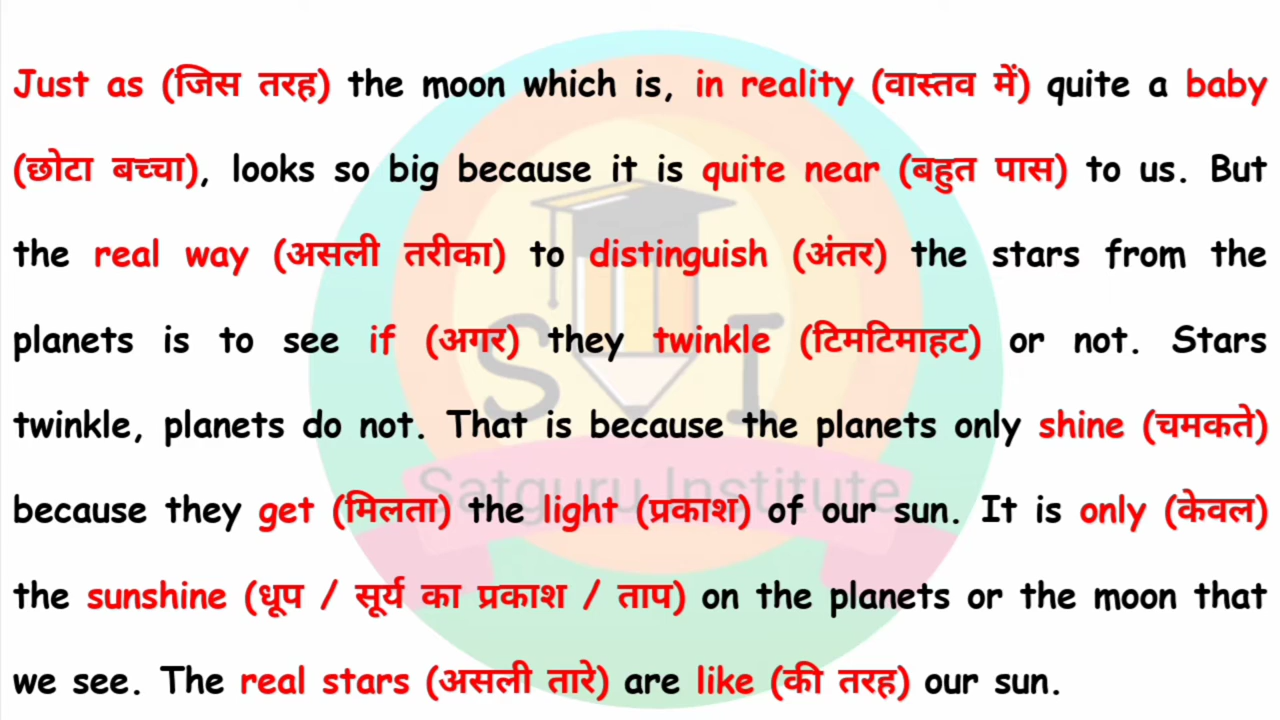 Just as (जिस तरह) the moon which is, in reality (वास्तव में) quite a baby
(छोटा बच्चा), looks so big because it is quite near (बहुत पास) to us. But
the real way (असली तरीका) to distinguish (अंतर) the stars from the
planets is to see if (अगर) they twinkle (टिमटिमाहट) or not. Stars
twinkle, planets do not. That is because the planets only shine (चमकते)
because they get (मिलता) the light (प्रकाश) of our sun. It is only (केवल)
the sunshine (धूप / सूर्य का प्रकाश / ताप) on the planets or the moon that
we see. The real stars (असली तारे) are like (की तरह) our sun.
S I
Satguru Institute